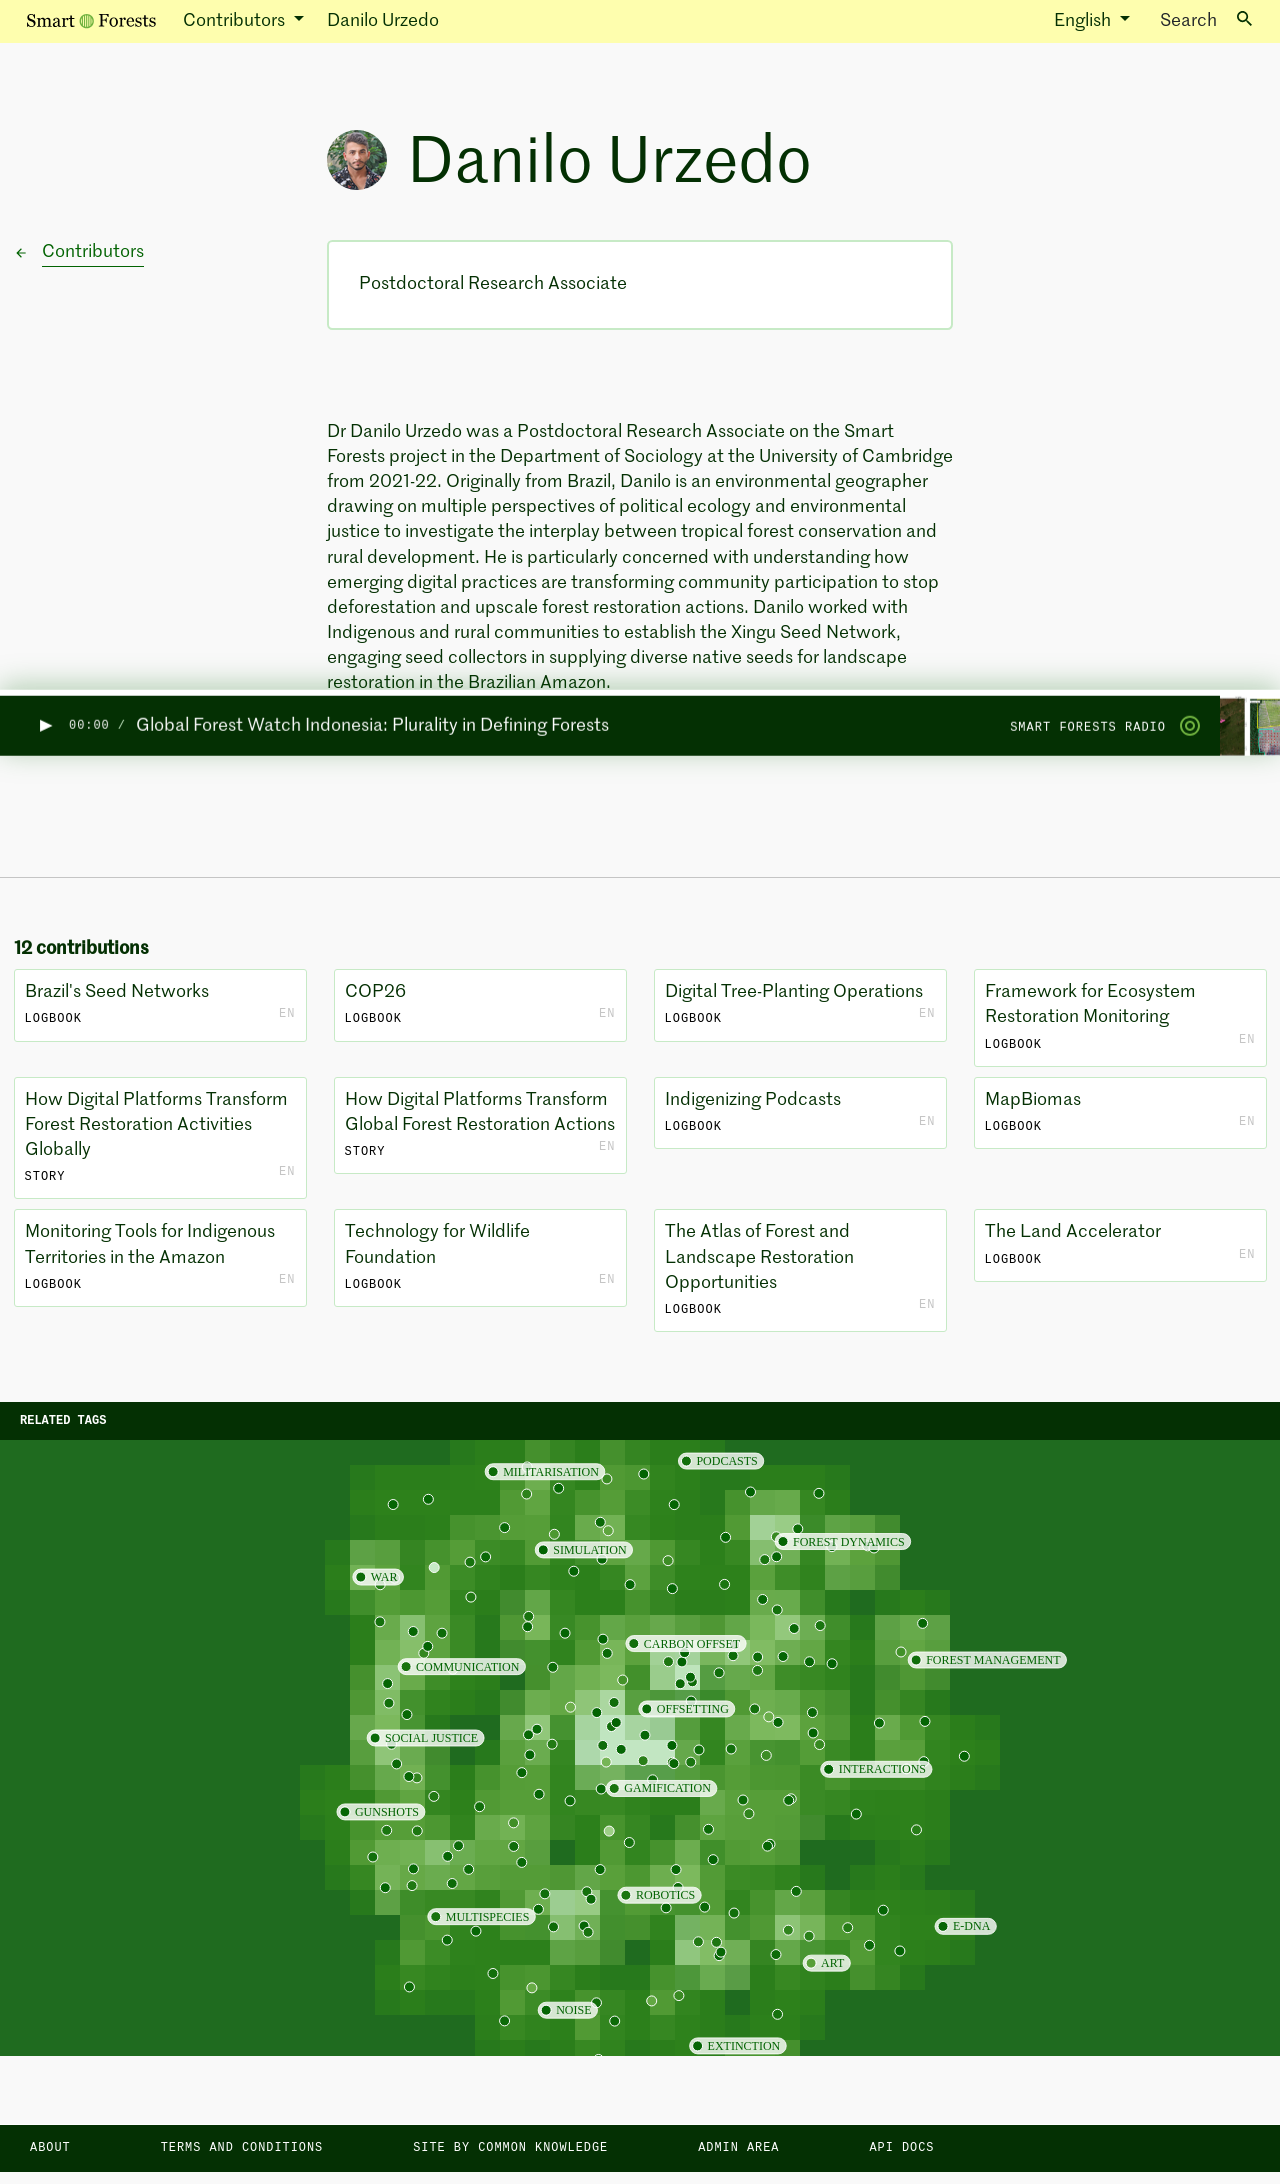 Smart Forests Contributors Danilo Urzedo English Search
Danilo Urzedo
Contributors
Postdoctoral Research Associate
Dr Danilo Urzedo was a Postdoctoral Research Associate on the Smart
Forests project in the Department of Sociology at the University of Cambridge
from 2021-22. Originally from Brazil, Danilo is an environmental geographer
drawing on multiple perspectives of political ecology and environmental
justice to investigate the interplay between tropical forest conservation and
rural development. He is particularly concerned with understanding how
emerging digital practices are transforming community participation to stop
deforestation and upscale forest restoration actions. Danilo worked with
Indigenous and rural communities to establish the Xingu Seed Network,
engaging seed collectors in supplying diverse native seeds for landscape
restoration in the Brazilian Amazon.
00:00 / Global Forest Watch Indonesia: Plurality in Defining Forests SMART FORESTS RADIO
12 contributions
Brazil's Seed Networks
LOGBOOK EN
COP26
LOGBOOK EN
Digital Tree-Planting Operations
LOGBOOK EN
Framework for Ecosystem
Restoration Monitoring
LOGBOOK EN
How Digital Platforms Transform
Forest Restoration Activities
Globally
STORY EN
How Digital Platforms Transform
Global Forest Restoration Actions
STORY EN
Indigenizing Podcasts
LOGBOOK EN
MapBiomas
LOGBOOK EN
Monitoring Tools for Indigenous
Territories in the Amazon
LOGBOOK EN
Technology for Wildlife
Foundation
LOGBOOK EN
The Atlas of Forest and
Landscape Restoration
Opportunities
LOGBOOK EN
The Land Accelerator
LOGBOOK EN
RELATED TAGS
PODCASTS
MILITARISATION
FOREST DYNAMICS
SIMULATION
WAR
CARBON OFFSET
FOREST MANAGEMENT
COMMUNICATION
OFFSETTING
SOCIAL JUSTICE
INTERACTIONS
GAMIFICATION
GUNSHOTS
ROBOTICS
MULTISPECIES
E-DNA
ART
NOISE
EXTINCTION
ABOUT TERMS AND CONDITIONS SITE BY COMMON KNOWLEDGE ADMIN AREA API DOCS